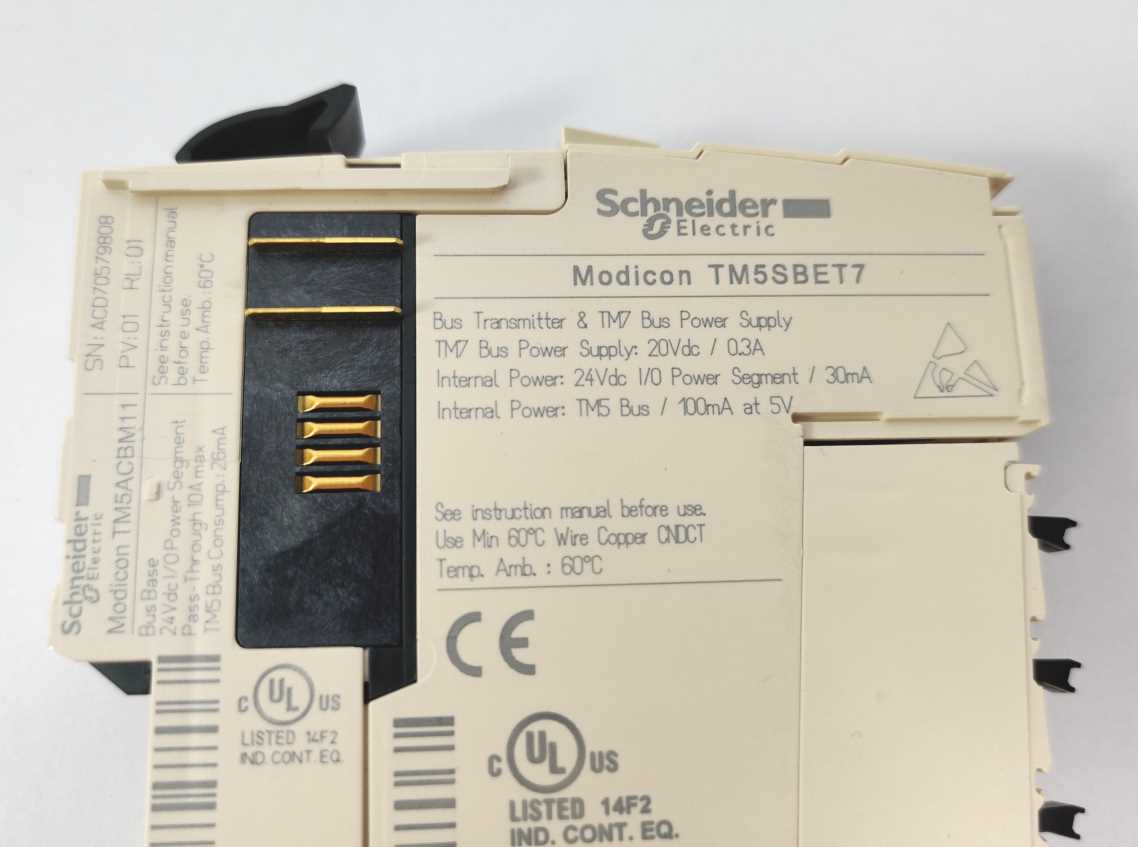 Schneider
Electric
Modicon TM5SBET7
Bus Transmitter & TM7 Bus Power Supply
TM7 Bus Power Supply: 20Vdc / 0.3A
Internal Power: 24Vdc I/O Power Segment / 30mA
Internal Power: TM5 Bus / 100mA at 5V
See instruction manual before use.
Use Min 60°C Wire Copper CNDCT
Temp. Amb. : 60°C
CE
C UL US
LISTED 14F2
IND. CONT. EQ.
Schneider
Electric
Modicon TM5ACBM11
SN: ACD70579808
PV:01 RL:01
Bus Base
24Vdc I/O Power Segment
Pass-Through 10A max
TM5 Bus Consump.: 26mA
See instruction manual
before use.
Temp. Amb.: 60°C
C UL US
LISTED 14F2
IND. CONT. EQ.